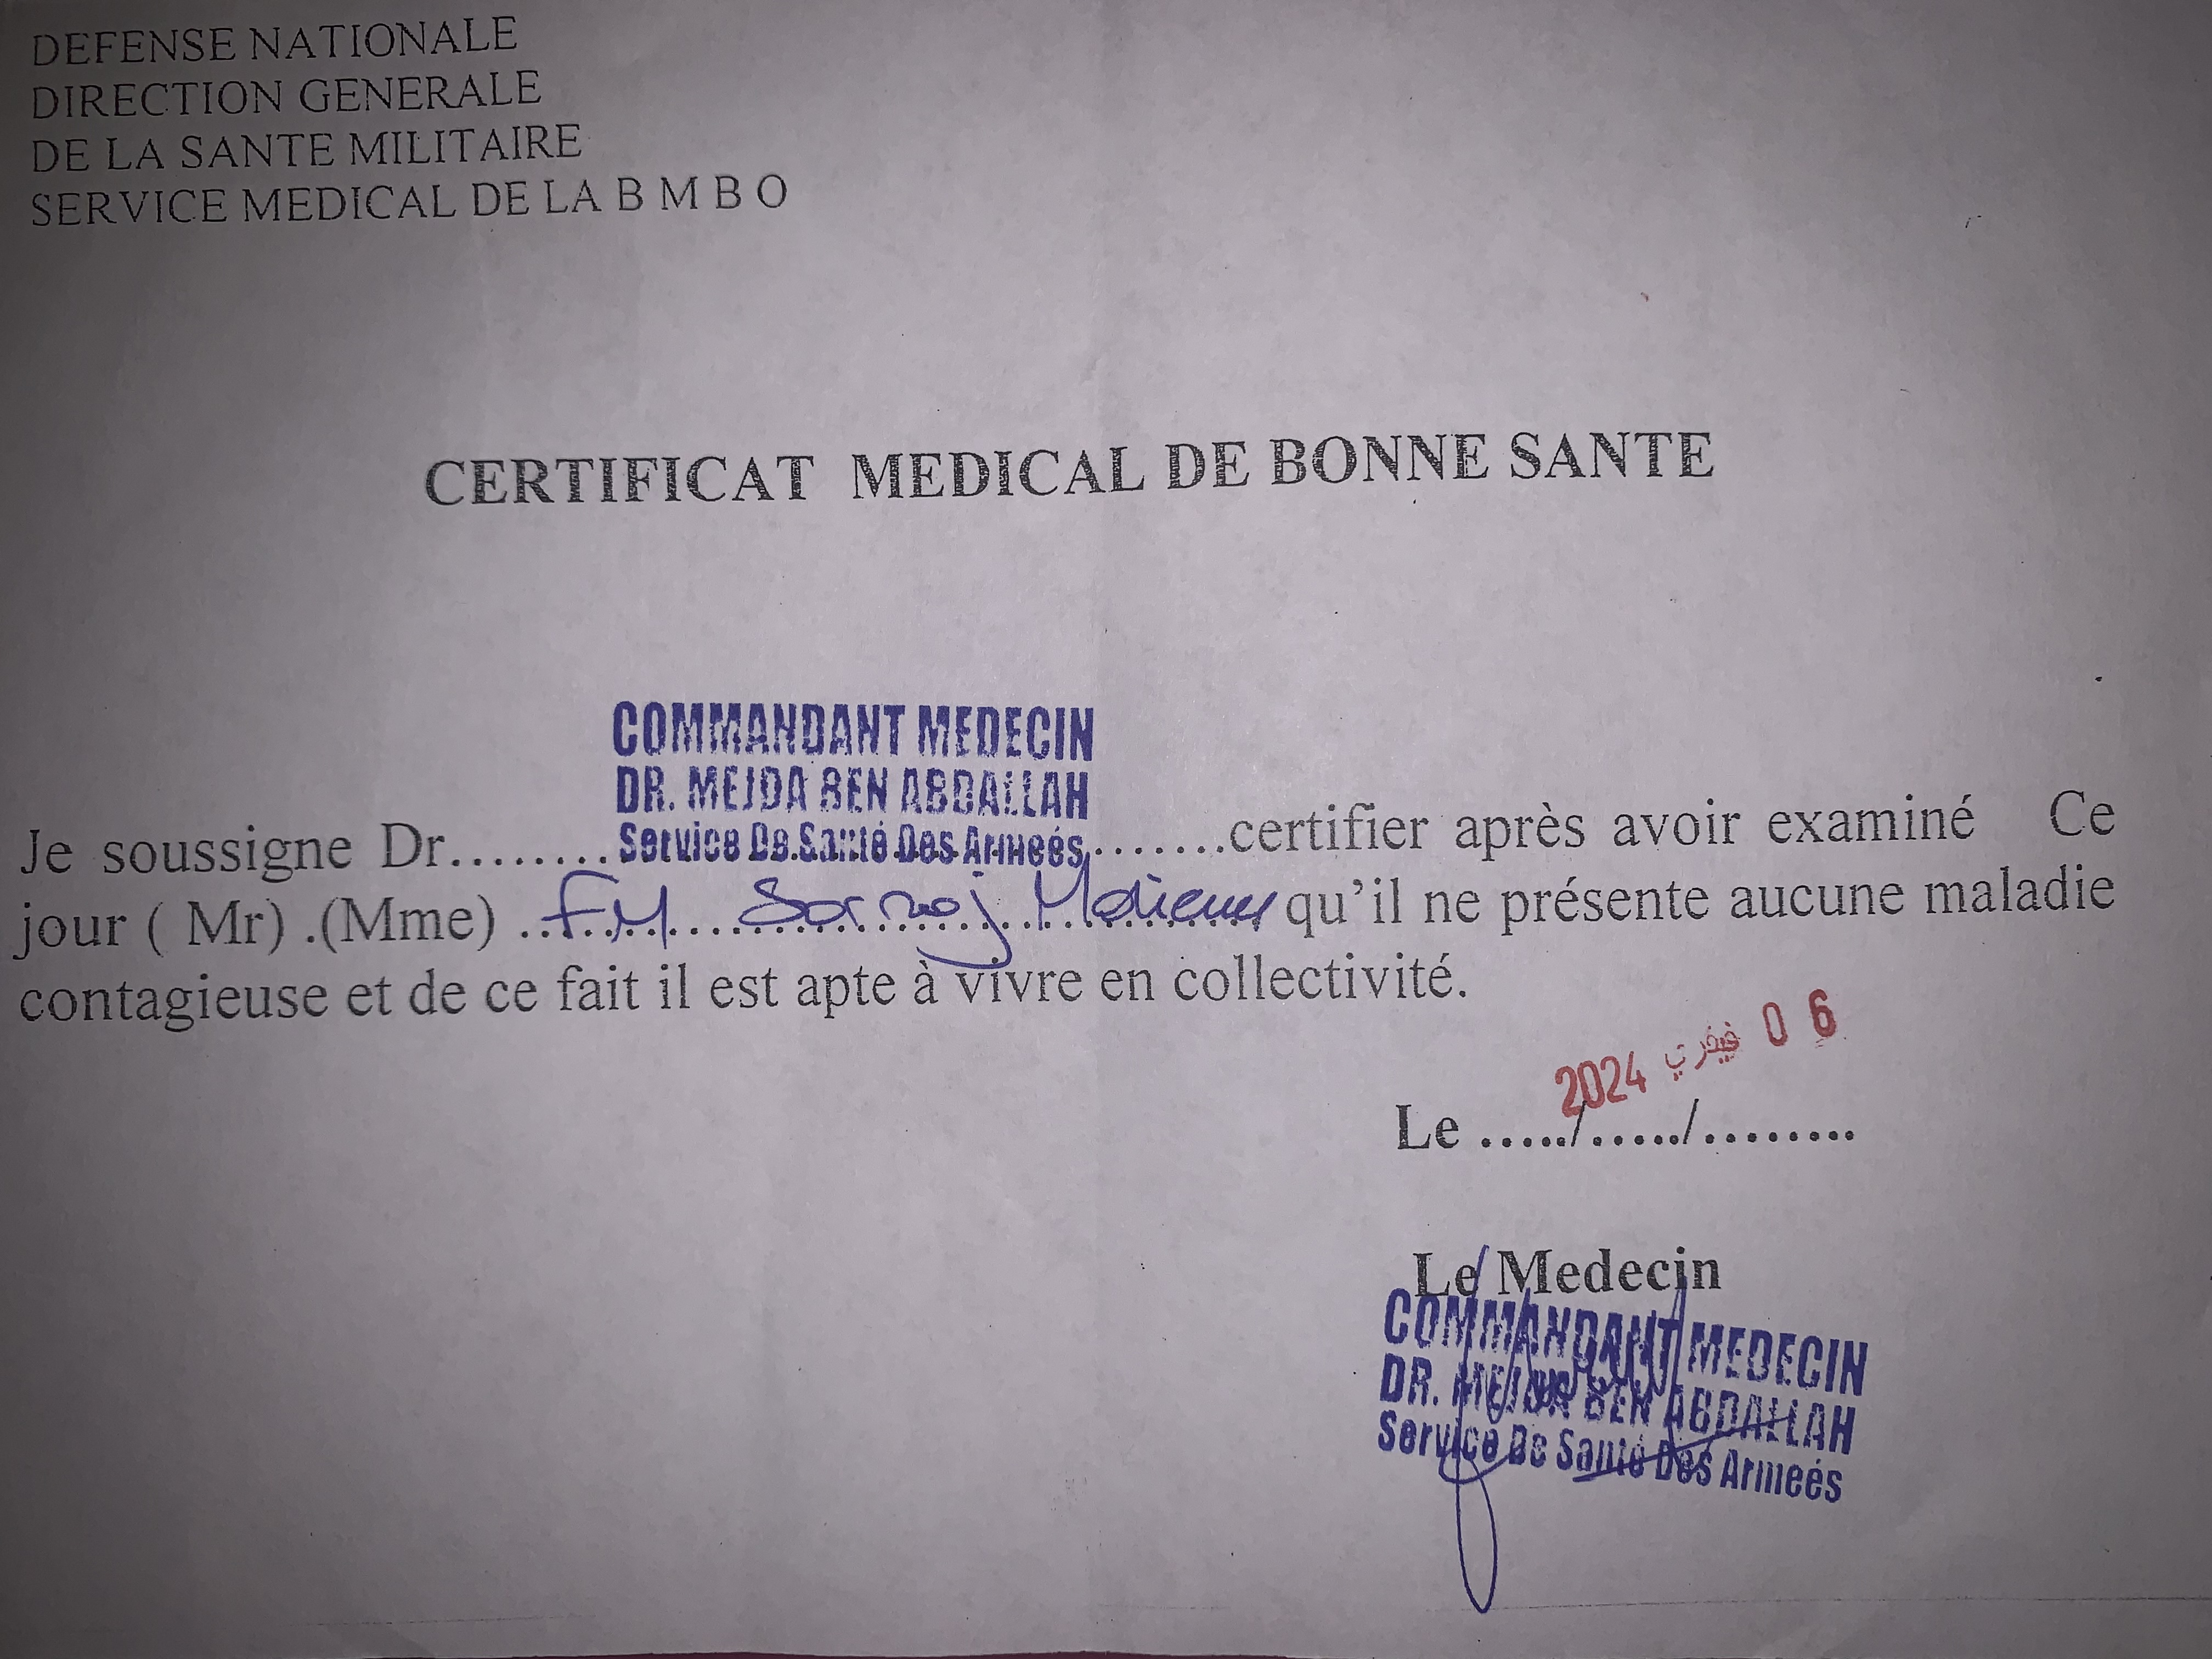 DEFENSE NATIONALE
DIRECTION GENERALE
DE LA SANTE MILITAIRE
SERVICE MEDICAL DE LA B M B O
CERTIFICAT MEDICAL DE BONNE SANTE
COMMANDANT MEDECIN
DR. MEJDA BEN ABDALLAH
Service De Santé Des Armeés
Je soussigne Dr........ .......certifier après avoir examiné Ce
jour ( Mr) .(Mme) qu'il ne présente aucune maladie
contagieuse et de ce fait il est apte à vivre en collectivité.
06 فيفري 2024
Le ...../...../.........
Le Medecin
COMMANDANT MEDECIN
DR. MEJDA BEN ABDALLAH
Service De Santé Des Armeés